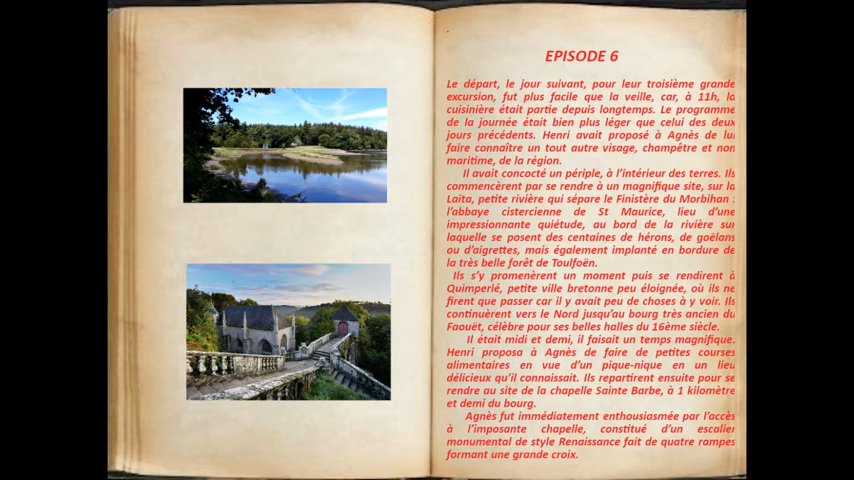 EPISODE 6
Le départ, le jour suivant, pour leur troisième grande
excursion, fut plus facile que la veille, car, à 11h, la
cuisinière était partie depuis longtemps. Le programme
de la journée était bien plus léger que celui des deux
jours précédents. Henri avait proposé à Agnès de lui
faire connaître un tout autre visage, champêtre et non
maritime, de la région.
Il avait concocté un périple, à l'intérieur des terres. Ils
commencèrent par se rendre à un magnifique site, sur la
Laïta, petite rivière qui sépare le Finistère du Morbihan :
l'abbaye cistercienne de St Maurice, lieu d'une
impressionnante quiétude, au bord de la rivière sur
laquelle se posent des centaines de hérons, de goëlans
ou d'aigrettes, mais également implanté en bordure de
la très belle forêt de Toulfoën.
Ils s'y promenèrent un moment puis se rendirent à
Quimperlé, petite ville bretonne peu éloignée, où ils ne
firent que passer car il y avait peu de choses à y voir. Ils
continuèrent vers le Nord jusqu'au bourg très ancien du
Faouët, célèbre pour ses belles halles du 16ème siècle.
Il était midi et demi, il faisait un temps magnifique.
Henri proposa à Agnès de faire de petites courses
alimentaires en vue d'un pique-nique en un lieu
délicieux qu'il connaissait. Ils repartirent ensuite pour se
rendre au site de la chapelle Sainte Barbe, à 1 kilomètre
et demi du bourg.
Agnès fut immédiatement enthousiasmée par l'accès
à l'imposante chapelle, constitué d'un escalier
monumental de style Renaissance fait de quatre rampes
formant une grande croix.